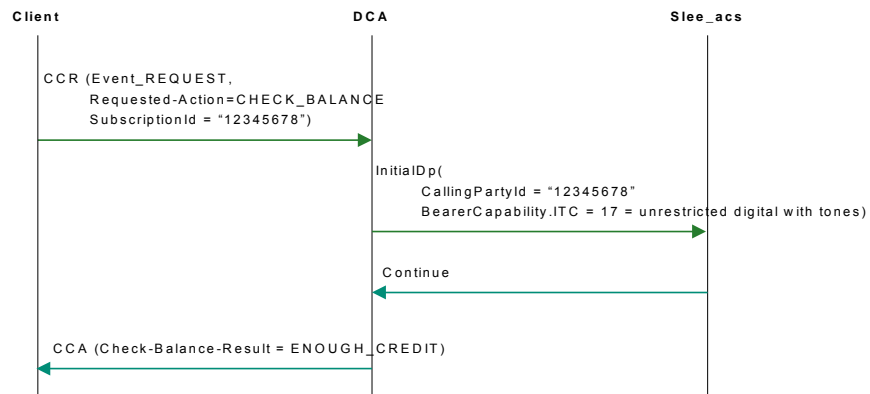 Client DCA Slee_acs
CCR (Event_REQUEST,
Requested-Action=CHECK_BALANCE
SubscriptionId = “12345678”)
InitialDp(
CallingPartyId = “12345678”
BearerCapability.ITC = 17 = unrestricted digital with tones)
Continue
CCA (Check-Balance-Result = ENOUGH_CREDIT)